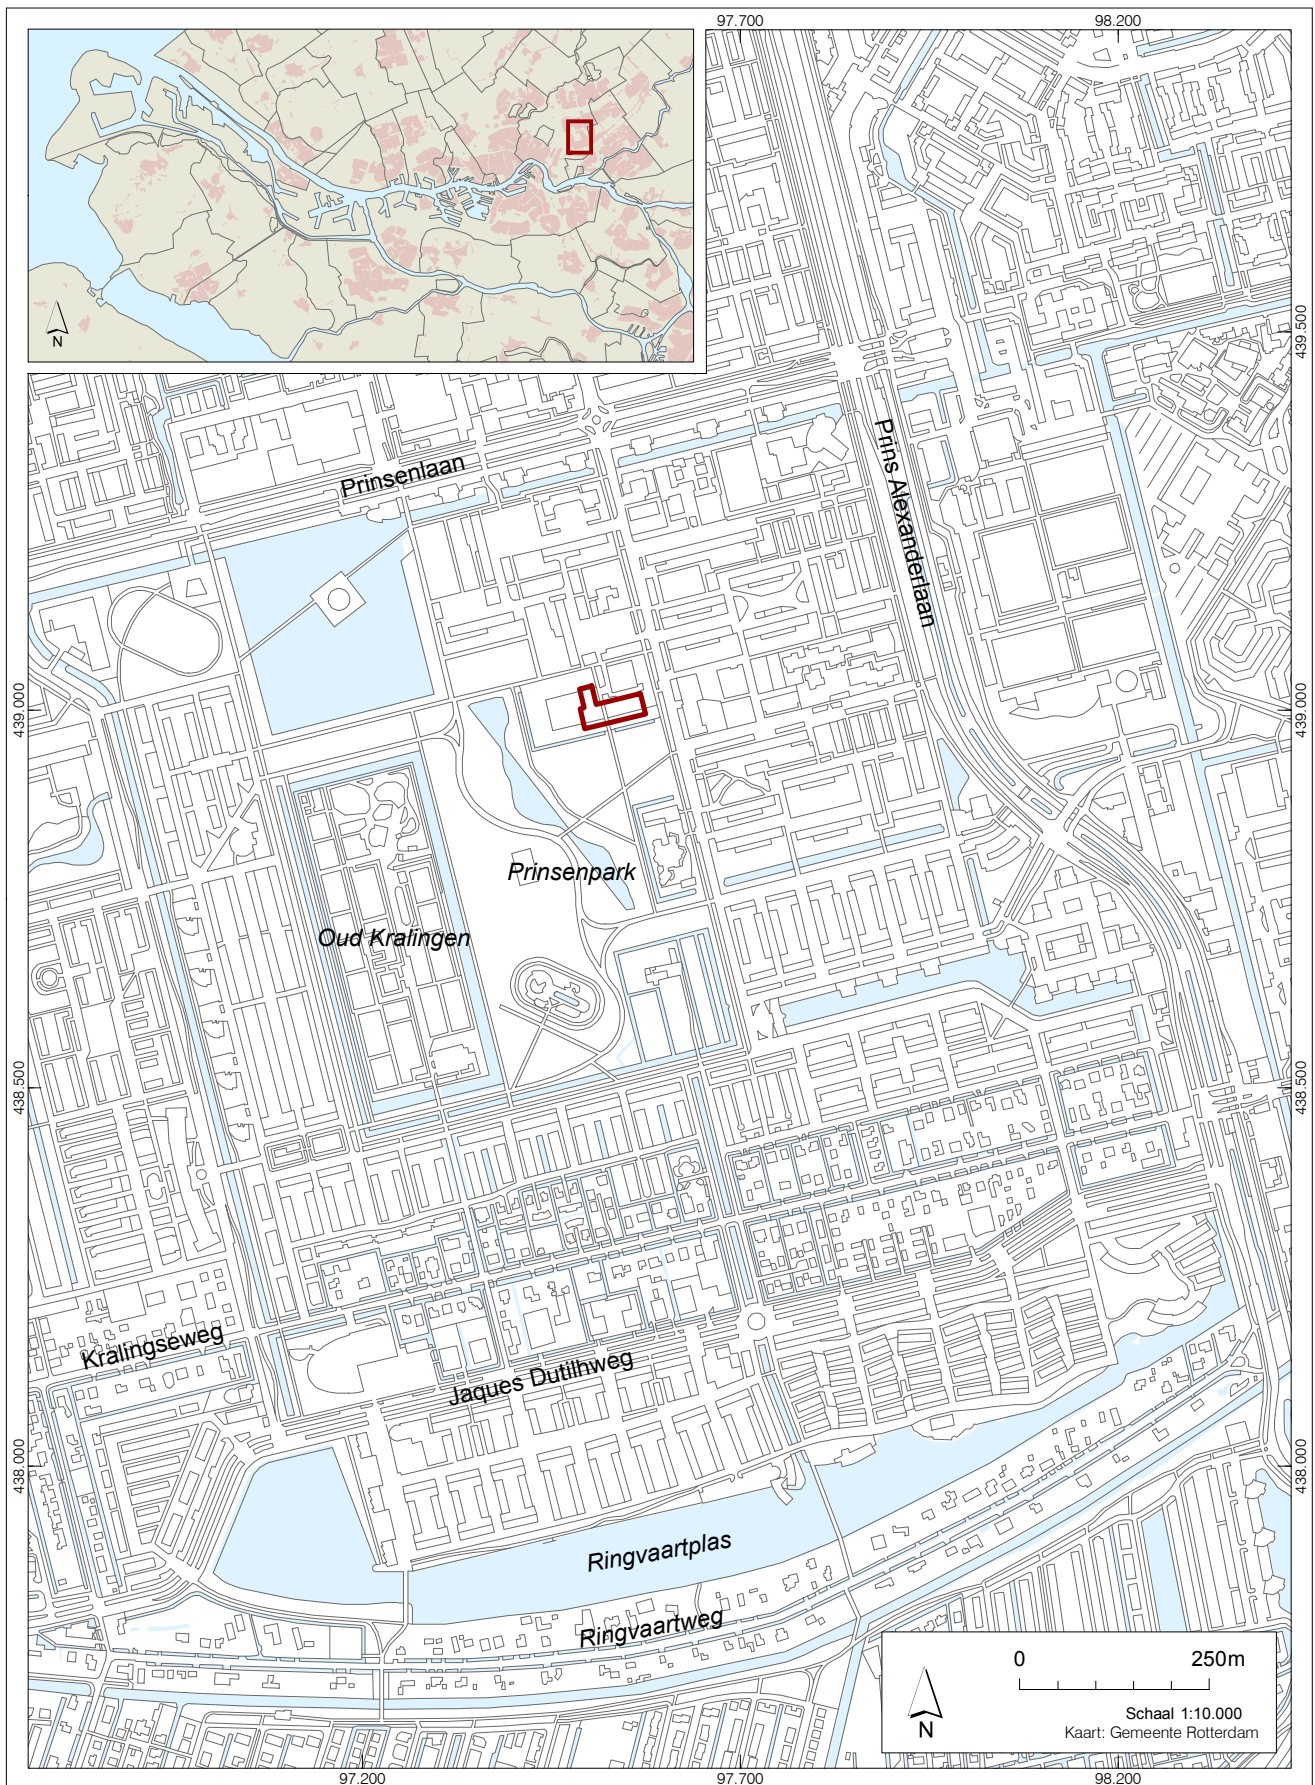 97.700
98.200
N
439.500
Prinsenlaan
Prins Alexanderlaan
439.000
439.000
Prinsenpark
Oud Kralingen
438.500
438.500
Kralingseweg
Jaques Dutilhweg
438.000
438.000
Ringvaartplas
Ringvaartweg
0 250m
N
Schaal 1:10.000
Kaart: Gemeente Rotterdam
97.200
97.700
98.200